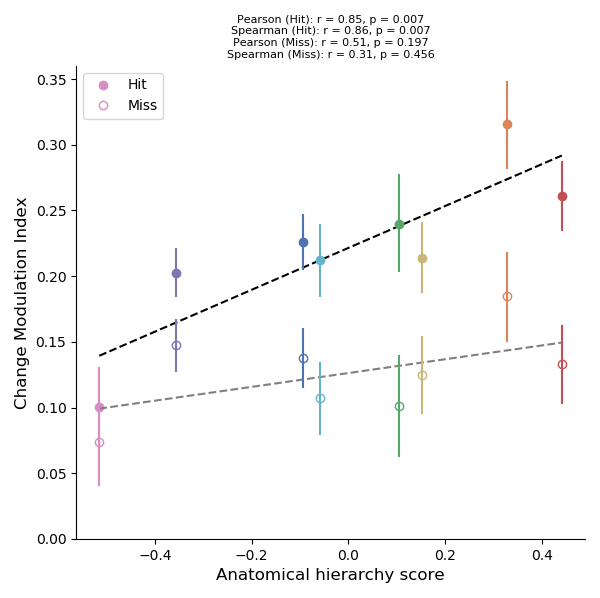 Pearson (Hit): r = 0.85, p = 0.007
Spearman (Hit): r = 0.86, p = 0.007
Pearson (Miss): r = 0.51, p = 0.197
Spearman (Miss): r = 0.31, p = 0.456
Hit
Miss
Change Modulation Index
0.35
0.30
0.25
0.20
0.15
0.10
0.05
0.00
−0.4
−0.2
0.0
0.2
0.4
Anatomical hierarchy score